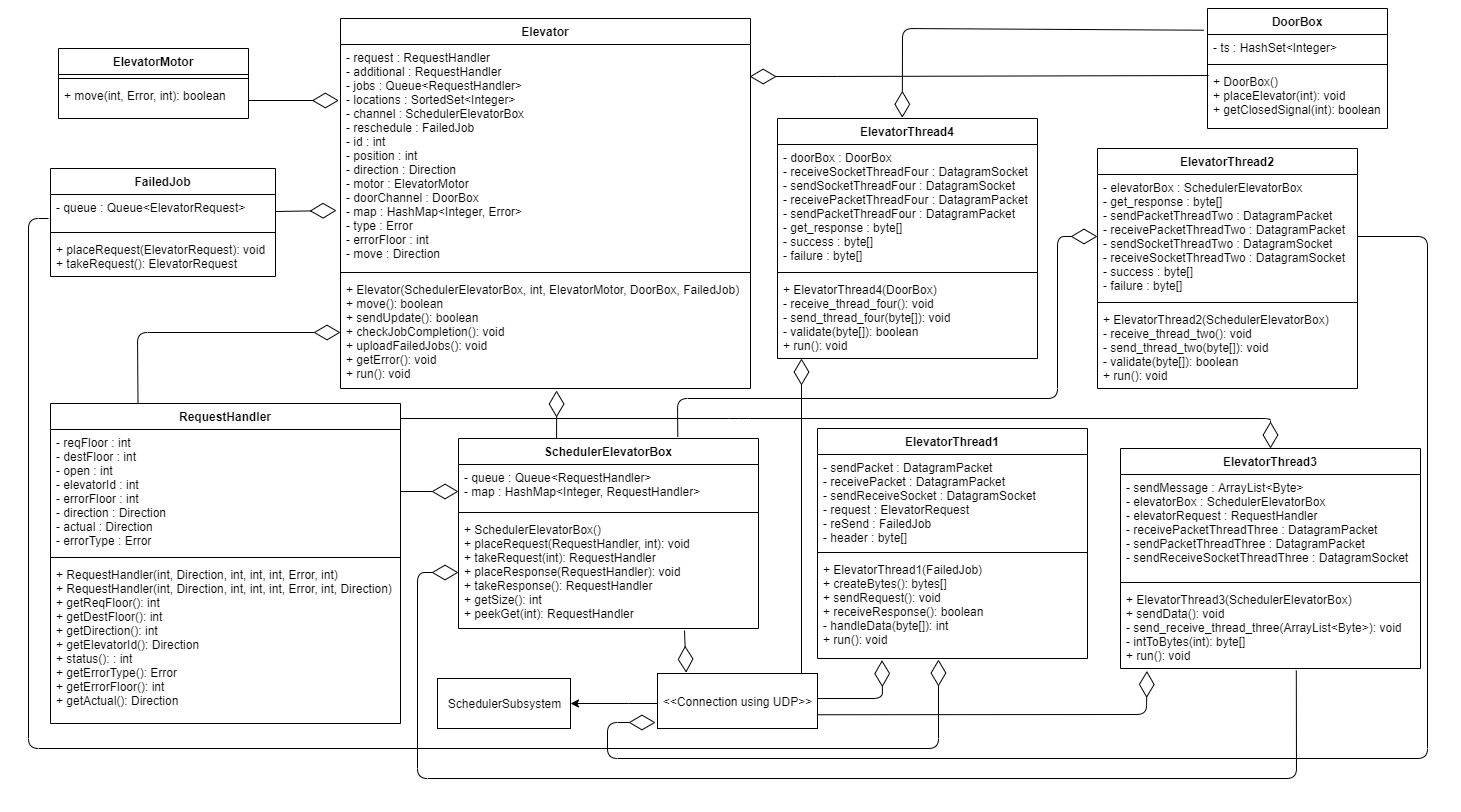 ElevatorMotor
+ move(int, Error, int): boolean
FailedJob
- queue : Queue<ElevatorRequest>
+ placeRequest(ElevatorRequest): void
+ takeRequest(): ElevatorRequest
Elevator
- request : RequestHandler
- additional : RequestHandler
- jobs : Queue<RequestHandler>
- locations : SortedSet<Integer>
- channel : SchedulerElevatorBox
- reschedule : FailedJob
- id : int
- position : int
- direction : Direction
- motor : ElevatorMotor
- doorChannel : DoorBox
- map : HashMap<Integer, Error>
- type : Error
- errorFloor : int
- move : Direction
+ Elevator(SchedulerElevatorBox, int, ElevatorMotor, DoorBox, FailedJob)
+ move(): boolean
+ sendUpdate(): boolean
+ checkJobCompletion(): void
+ uploadFailedJobs(): void
+ getError(): void
+ run(): void
DoorBox
- ts : HashSet<Integer>
+ DoorBox()
+ placeElevator(int): void
+ getClosedSignal(int): boolean
ElevatorThread4
- doorBox : DoorBox
- receiveSocketThreadFour : DatagramSocket
- sendSocketThreadFour : DatagramSocket
- receivePacketThreadFour : DatagramPacket
- sendPacketThreadFour : DatagramPacket
- get_response : byte[]
- success : byte[]
- failure : byte[]
+ ElevatorThread4(DoorBox)
- receive_thread_four(): void
- send_thread_four(byte[]): void
- validate(byte[]): boolean
+ run(): void
ElevatorThread2
- elevatorBox : SchedulerElevatorBox
- get_response : byte[]
- sendPacketThreadTwo : DatagramPacket
- receivePacketThreadTwo : DatagramPacket
- sendSocketThreadTwo : DatagramSocket
- receiveSocketThreadTwo : DatagramSocket
- success : byte[]
- failure : byte[]
+ ElevatorThread2(SchedulerElevatorBox)
- receive_thread_two(): void
- send_thread_two(byte[]): void
- validate(byte[]): boolean
+ run(): void
RequestHandler
- reqFloor : int
- destFloor : int
- open : int
- elevatorId : int
- errorFloor : int
- direction : Direction
- actual : Direction
- errorType : Error
+ RequestHandler(int, Direction, int, int, int, Error, int)
+ RequestHandler(int, Direction, int, int, int, Error, int, Direction)
+ getReqFloor(): int
+ getDestFloor(): int
+ getDirection(): int
+ getElevatorId(): Direction
+ status(): : int
+ getErrorType(): Error
+ getErrorFloor(): int
+ getActual(): Direction
SchedulerElevatorBox
- queue : Queue<RequestHandler>
- map : HashMap<Integer, RequestHandler>
+ SchedulerElevatorBox()
+ placeRequest(RequestHandler, int): void
+ takeRequest(int): RequestHandler
+ placeResponse(RequestHandler): void
+ takeResponse(): RequestHandler
+ getSize(): int
+ peekGet(int): RequestHandler
ElevatorThread1
- sendPacket : DatagramPacket
- receivePacket : DatagramPacket
- sendReceiveSocket : DatagramSocket
- request : ElevatorRequest
- reSend : FailedJob
- header : byte[]
+ ElevatorThread1(FailedJob)
+ createBytes(): bytes[]
+ sendRequest(): void
+ receiveResponse(): boolean
- handleData(byte[]): int
+ run(): void
ElevatorThread3
- sendMessage : ArrayList<Byte>
- elevatorBox : SchedulerElevatorBox
- elevatorRequest : RequestHandler
- receivePacketThreadThree : DatagramPacket
- sendPacketThreadThree : DatagramPacket
- sendReceiveSocketThreadThree : DatagramSocket
+ ElevatorThread3(SchedulerElevatorBox)
+ sendData(): void
- send_receive_thread_three(ArrayList<Byte>): void
- intToBytes(int): byte[]
+ run(): void
SchedulerSubsystem
<<Connection using UDP>>